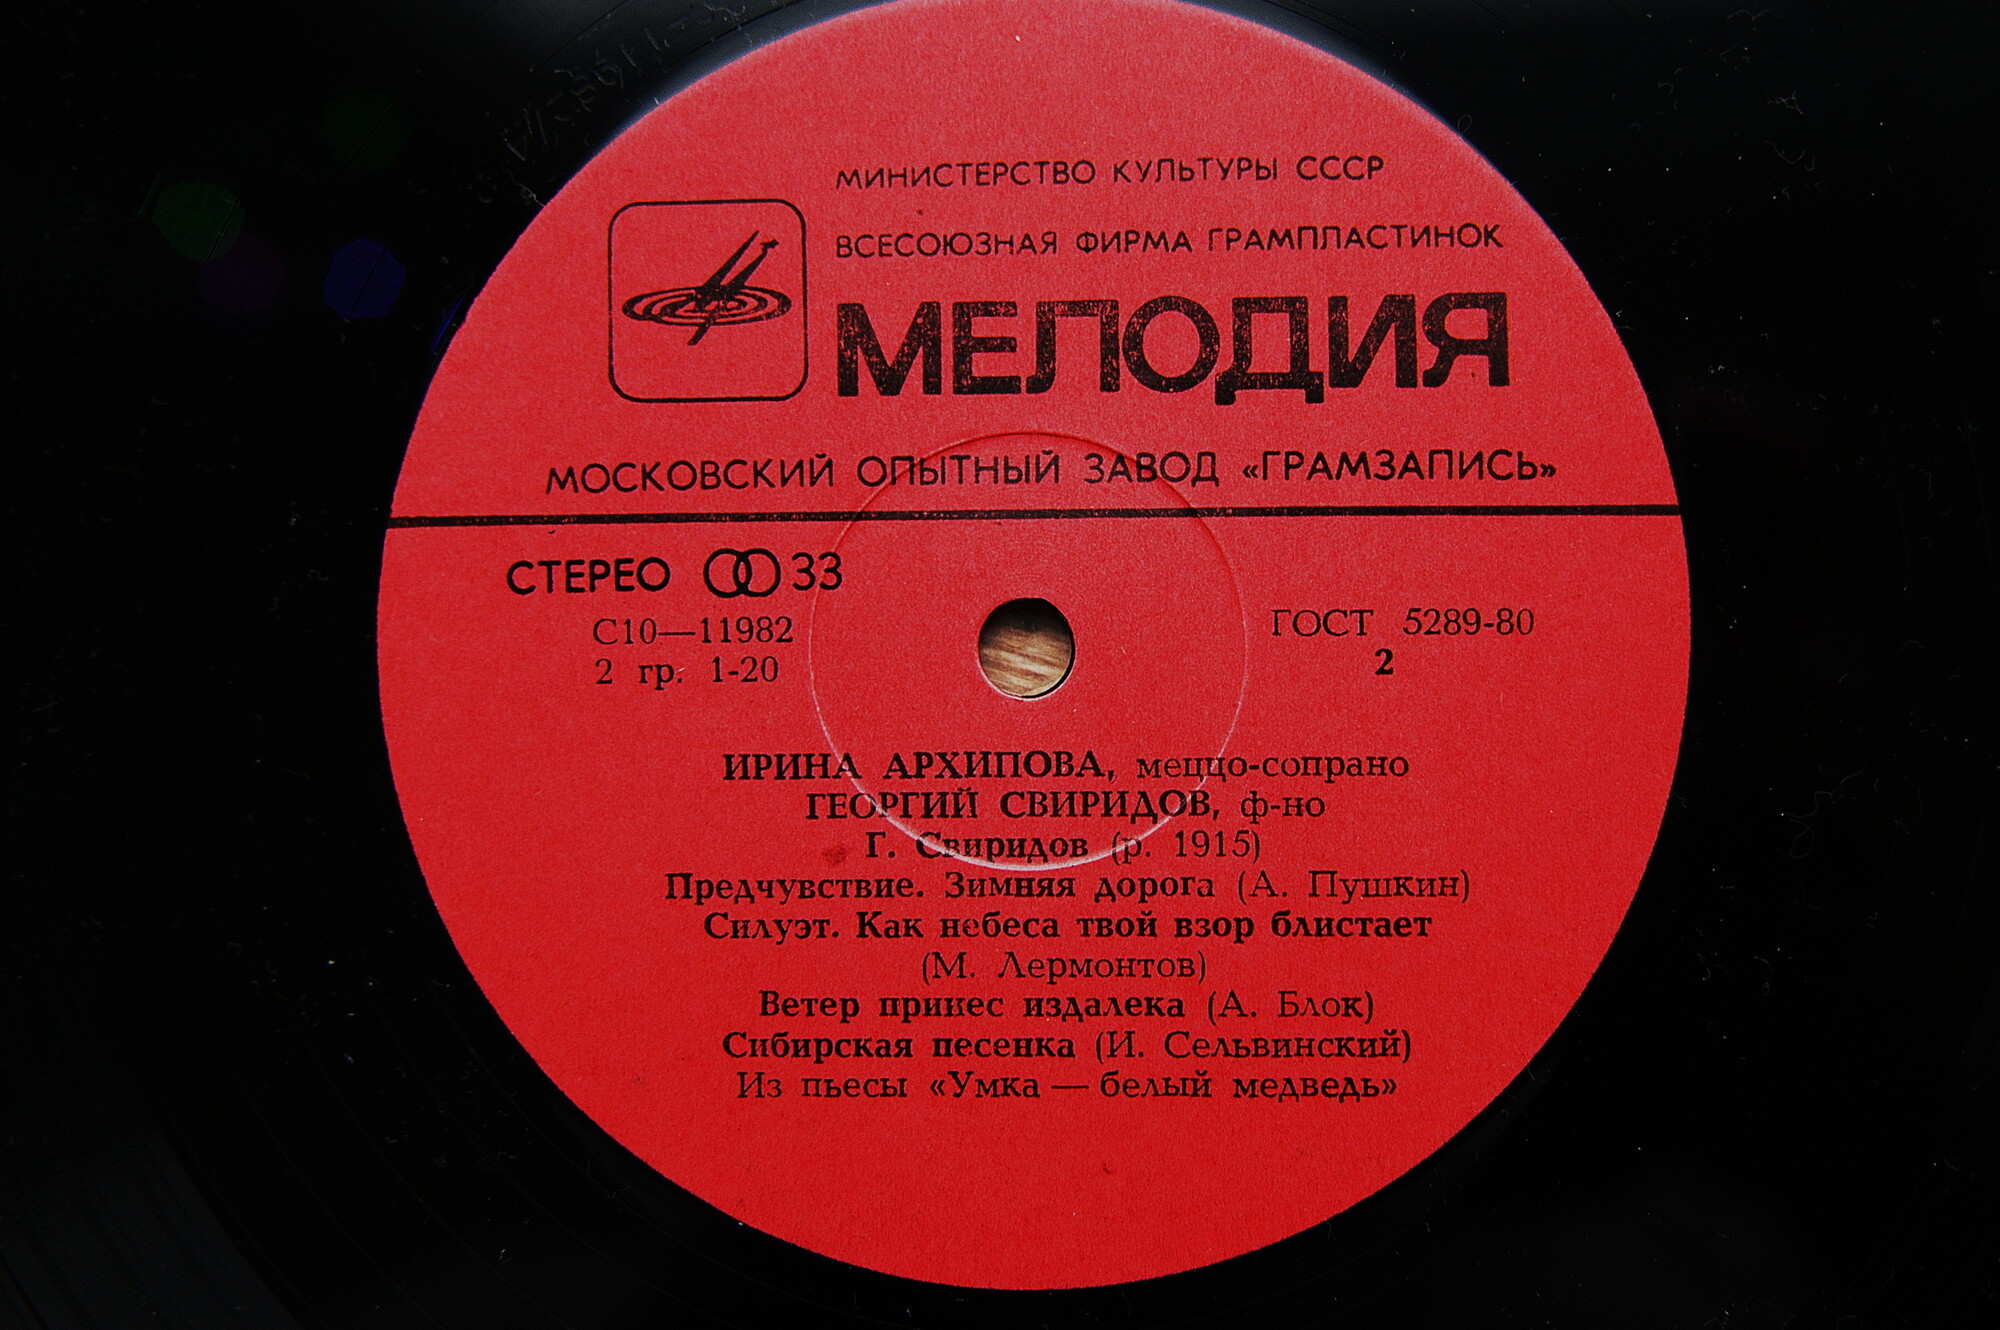 МИНИСТЕРСТВО КУЛЬТУРЫ СССР
ВСЕСОЮЗНАЯ ФИРМА ГРАМПЛАСТИНОК
МЕЛОДИЯ
МОСКОВСКИЙ ОПЫТНЫЙ ЗАВОД «ГРАМЗАПИСЬ»
СТЕРЕО 33
С10—11982
2 гр. 1-20
ГОСТ 5289-80
2
ИРИНА АРХИПОВА, меццо-сопрано
ГЕОРГИЙ СВИРИДОВ, ф-но
Г. Свиридов (р. 1915)
Предчувствие. Зимняя дорога (А. Пушкин)
Силуэт. Как небеса твой взор блистает
(М. Лермонтов)
Ветер принес издалека (А. Блок)
Сибирская песенка (И. Сельвинский)
Из пьесы «Умка — белый медведь»